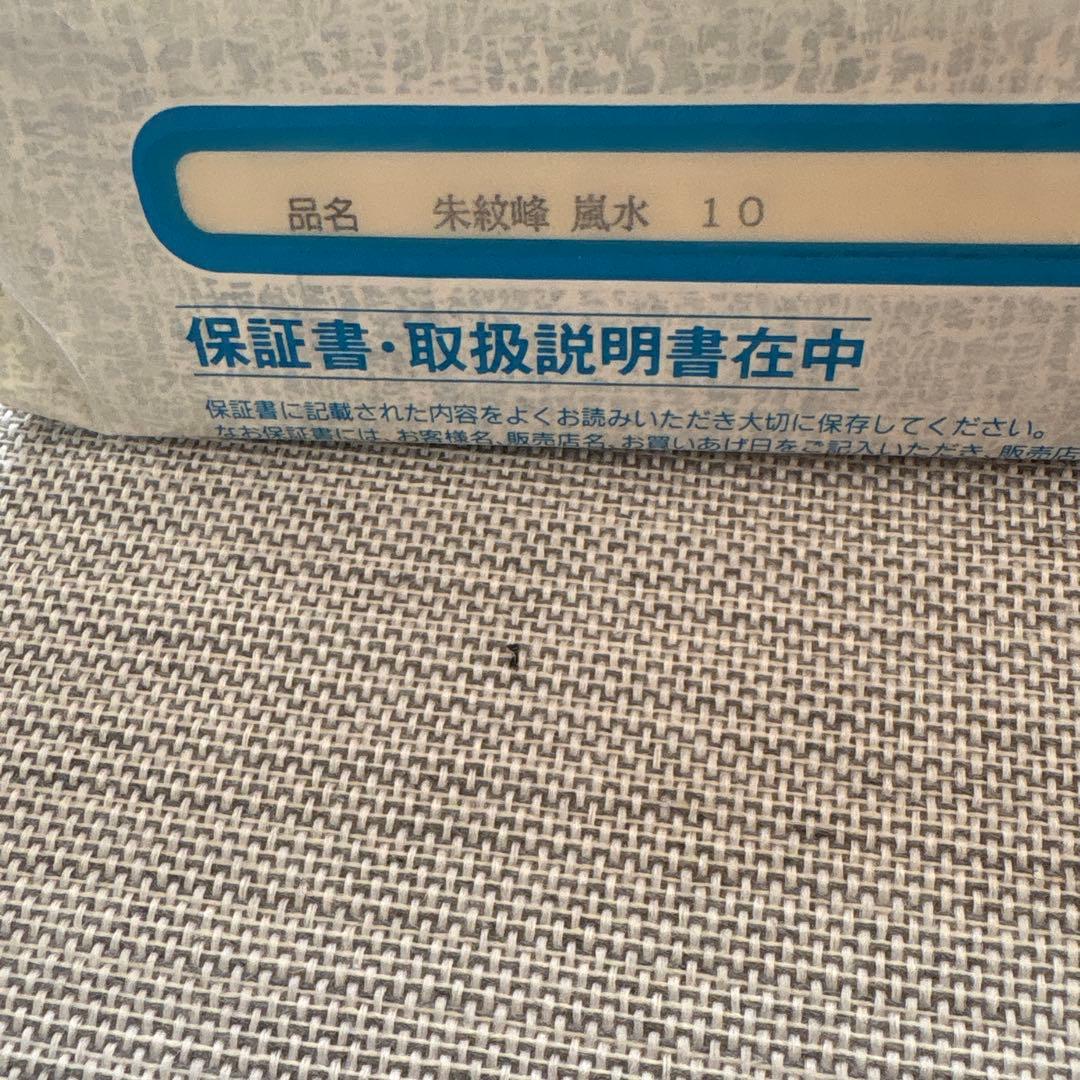 品名 朱紋峰 嵐水 10
保証書・取扱説明書在中
保証書に記載された内容をよくお読みいただき大切に保存してください。
なお保証書には、お客様名、販売店名、お買いあげ日をご記入いただき、販売店